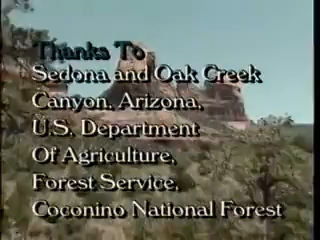 Thanks To
Sedona and Oak Creek
Canyon, Arizona,
U.S. Department
Of Agriculture,
Forest Service,
Coconino National Forest